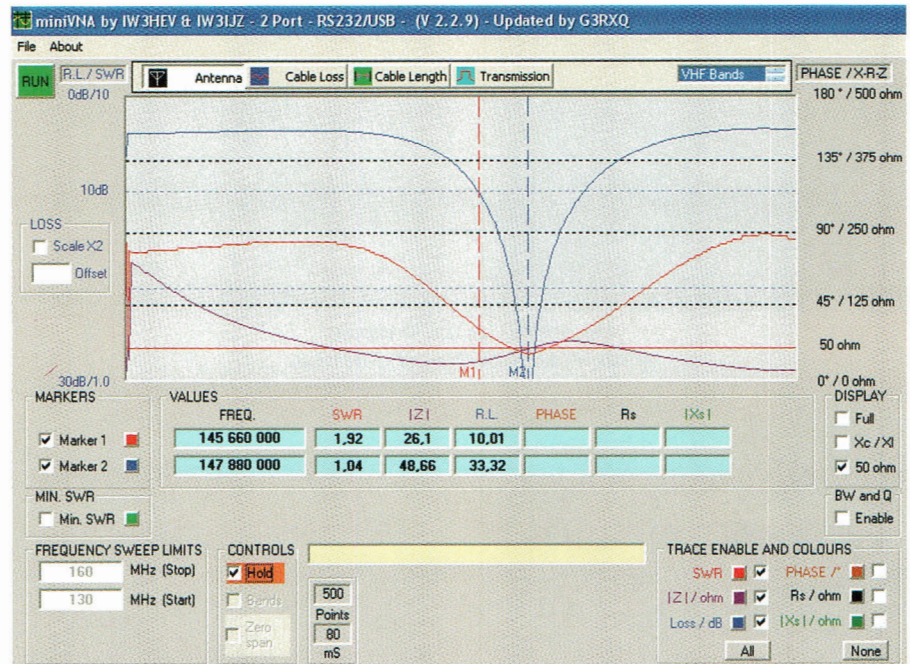 miniVNA by IW3HEV & IW3IJZ - 2 Port - RS232/USB - (V 2.2.9) - Updated by G3RXQ
File About
RUN
R.L./SWR
Antenna Cable Loss Cable Length Transmission
VHF Bands
PHASE /X-R-Z
0dB/10
180 ° / 500 ohm
135° / 375 ohm
10dB
90° / 250 ohm
45° / 125 ohm
50 ohm
30dB/1.0
0° / 0 ohm
M1
M2
LOSS
Scale X2
Offset
MARKERS
Marker 1
Marker 2
VALUES
FREQ. SWR |Z| R.L. PHASE Rs |Xs|
145 660 000 1,92 26,1 10,01
147 880 000 1,04 48,66 33,32
DISPLAY
Full
Xc /Xl
50 ohm
MIN. SWR
Min. SWR
BW and Q
Enable
FREQUENCY SWEEP LIMITS
160 MHz (Stop)
130 MHz (Start)
CONTROLS
Hold
Bands
Zero
span
500
Points
80
mS
TRACE ENABLE AND COLOURS
SWR PHASE /°
|Z| / ohm Rs / ohm
Loss / dB |Xs| / ohm
All None